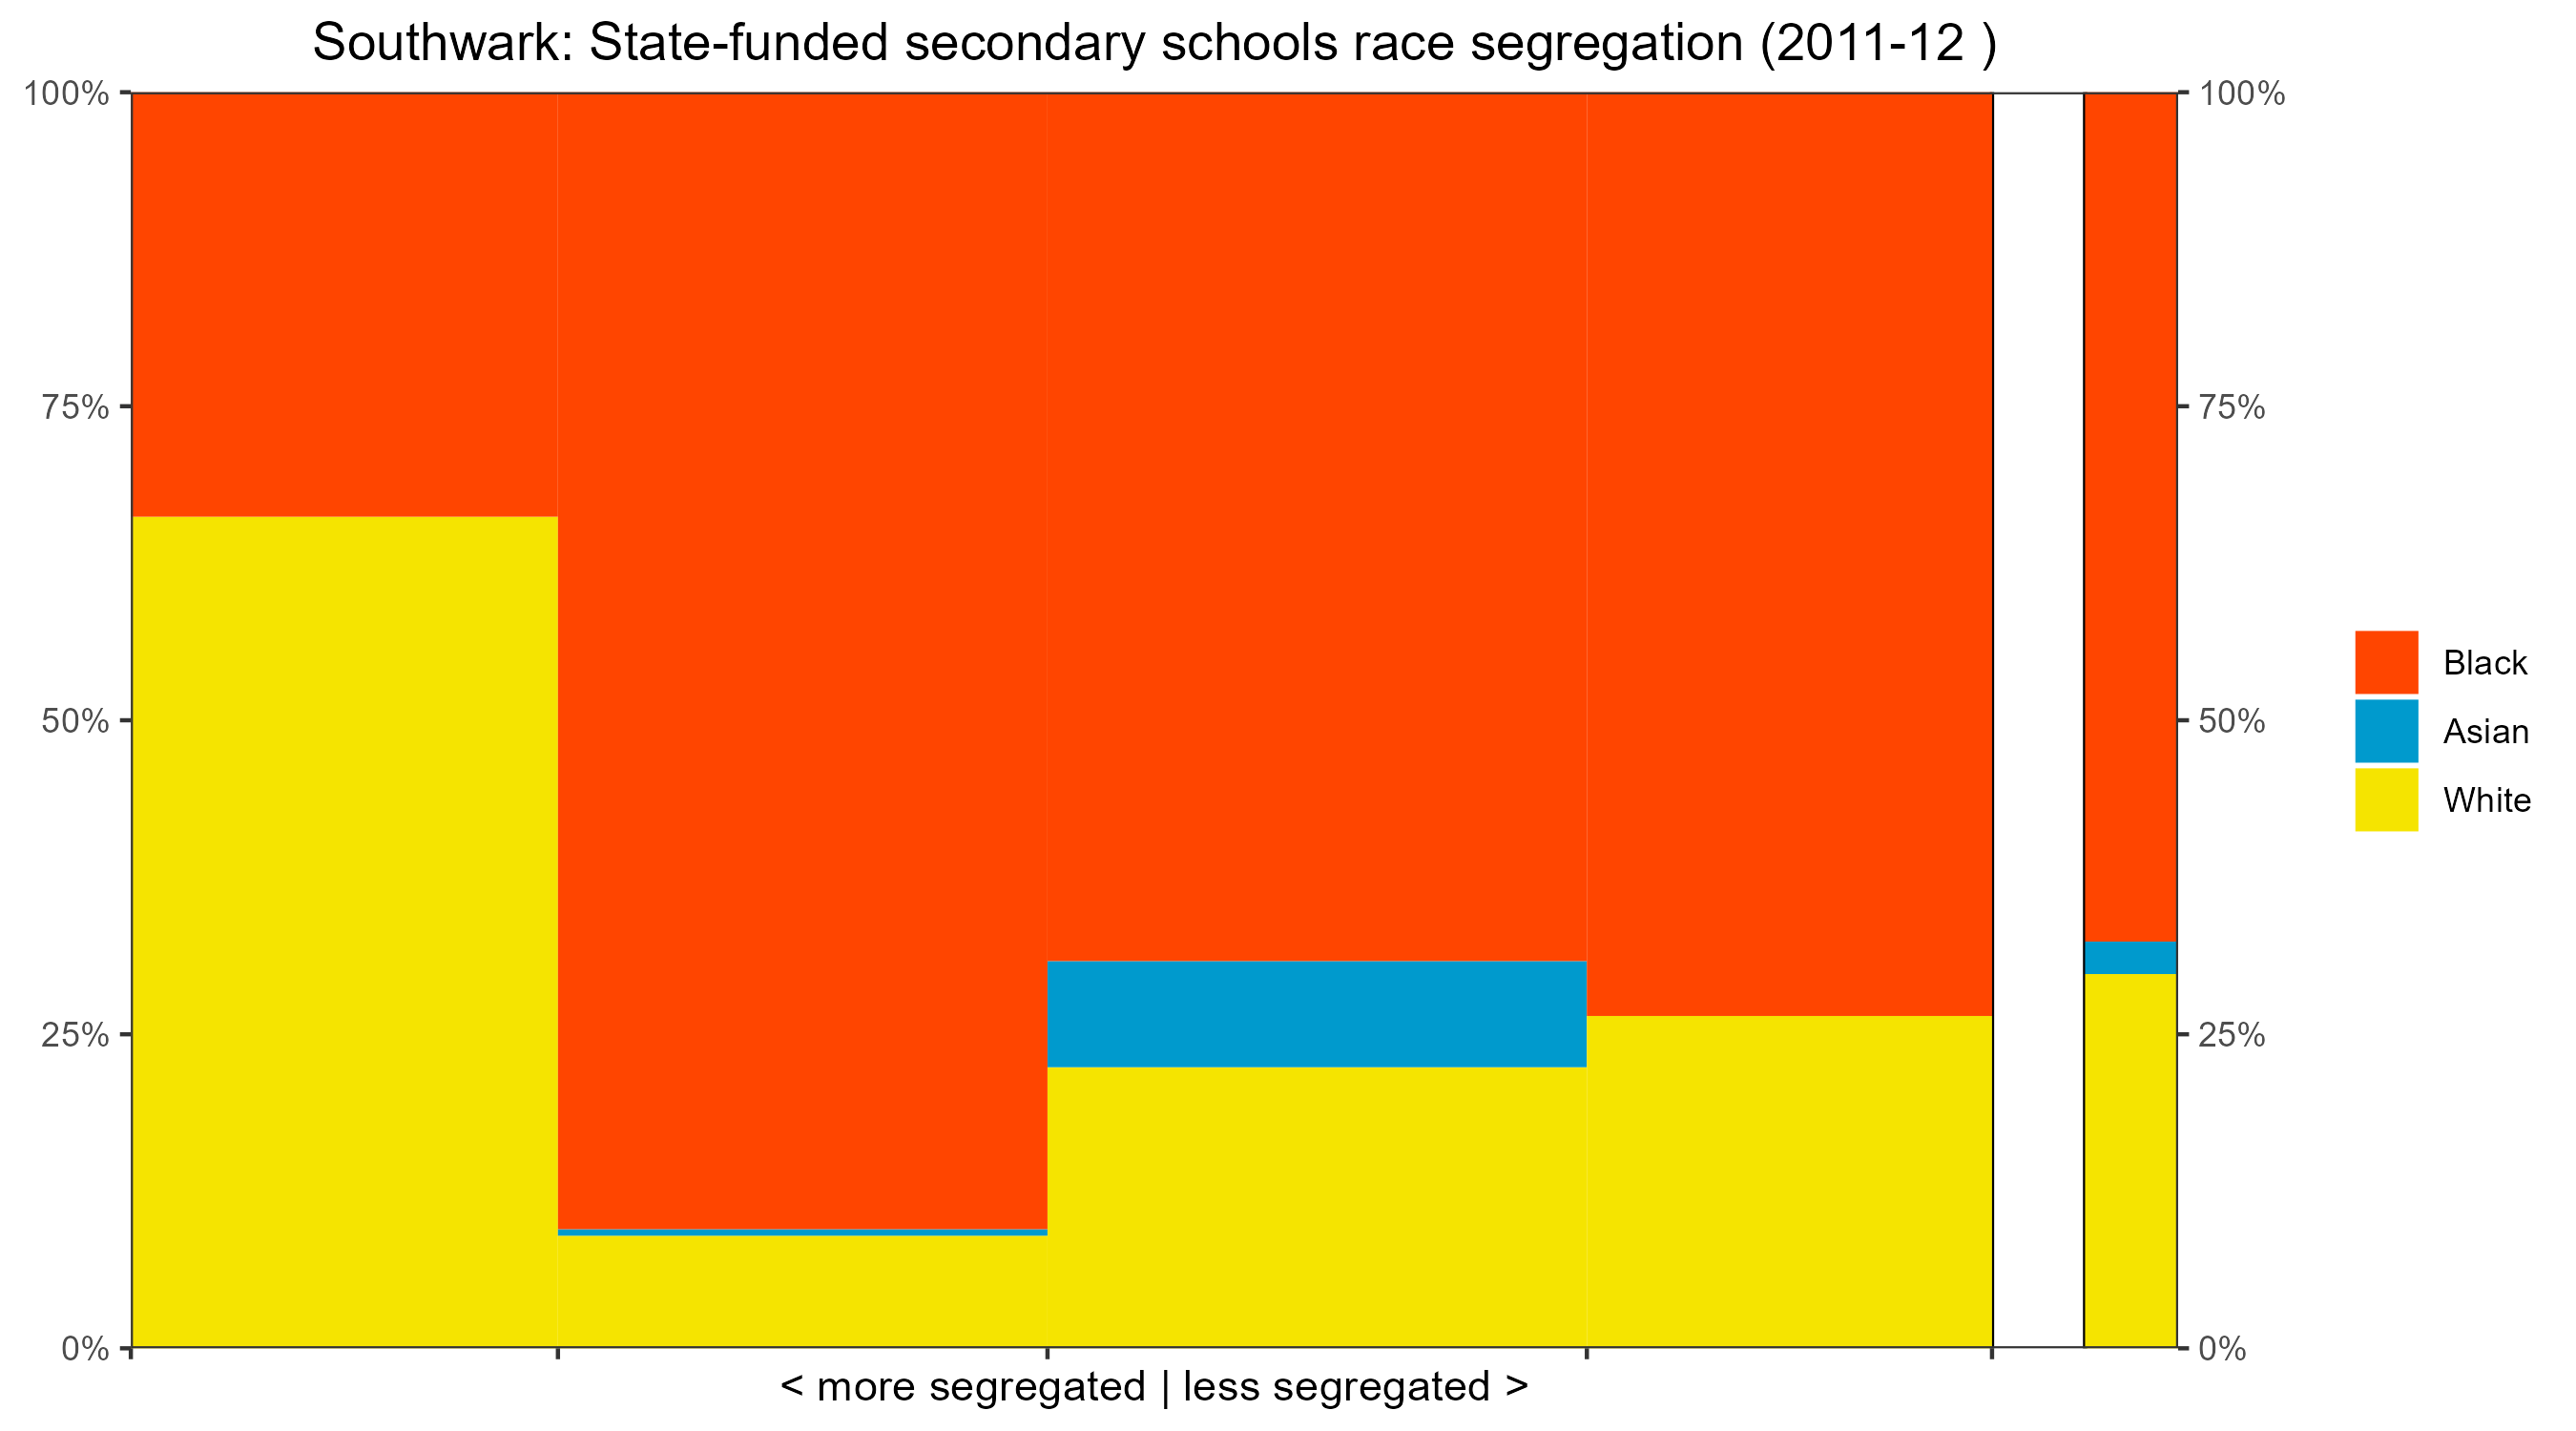 Southwark: State-funded secondary schools race segregation (2011-12 )
100%
75%
50%
25%
0%
100%
75%
50%
25%
0%
< more segregated | less segregated >
Black
Asian
White